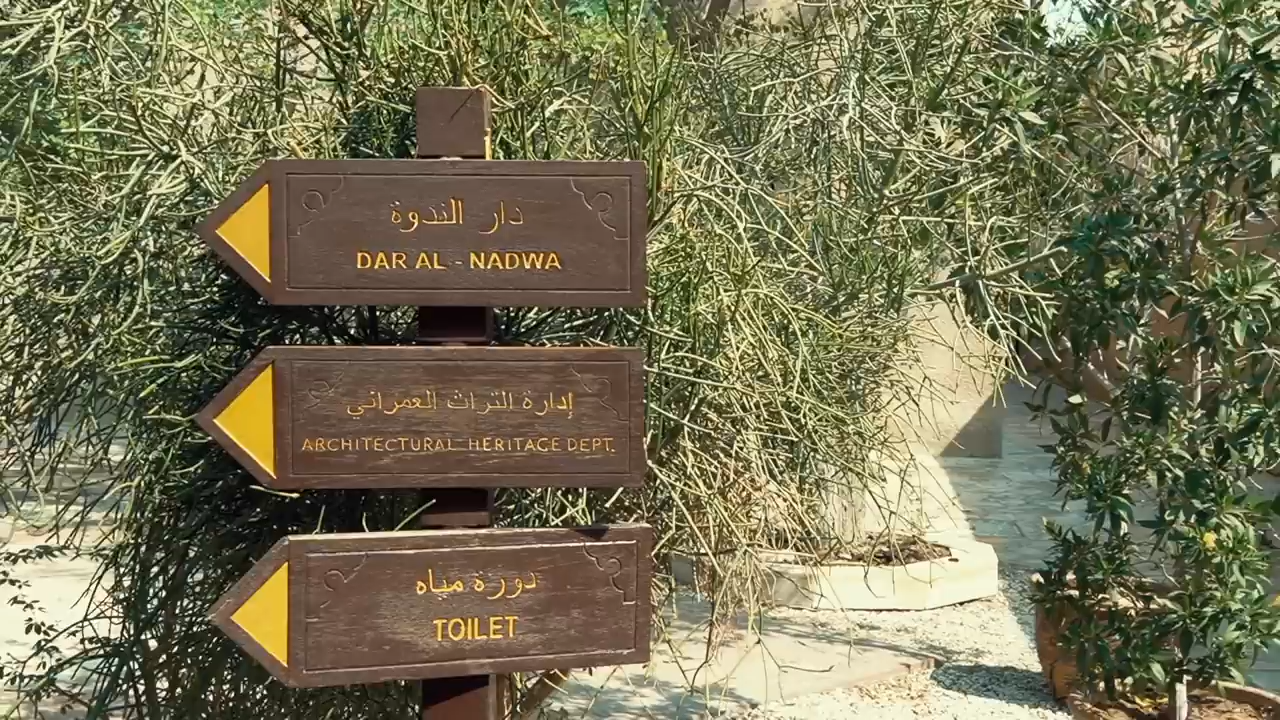 دار الندوة
DAR AL - NADWA
إدارة التراث العمراني
ARCHITECTURAL HERITAGE DEPT.
دورة مياه
TOILET